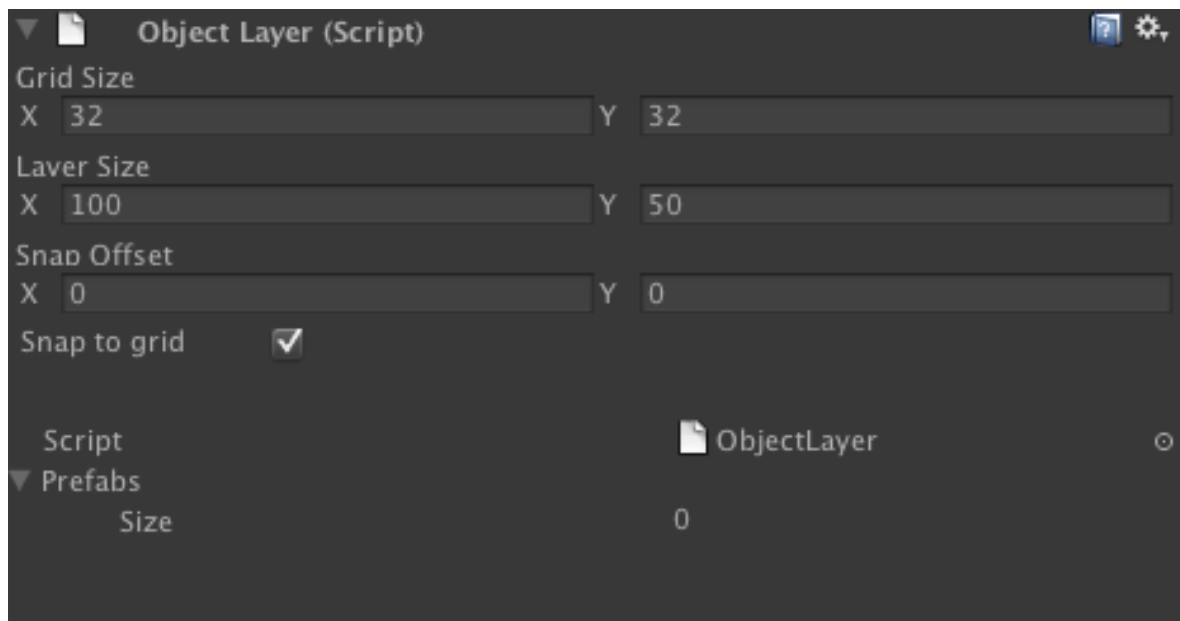 Object Layer (Script)
Grid Size
X 32 Y 32
Layer Size
X 100 Y 50
Snap Offset
X 0 Y 0
Snap to grid
Script ObjectLayer
Prefabs
Size 0